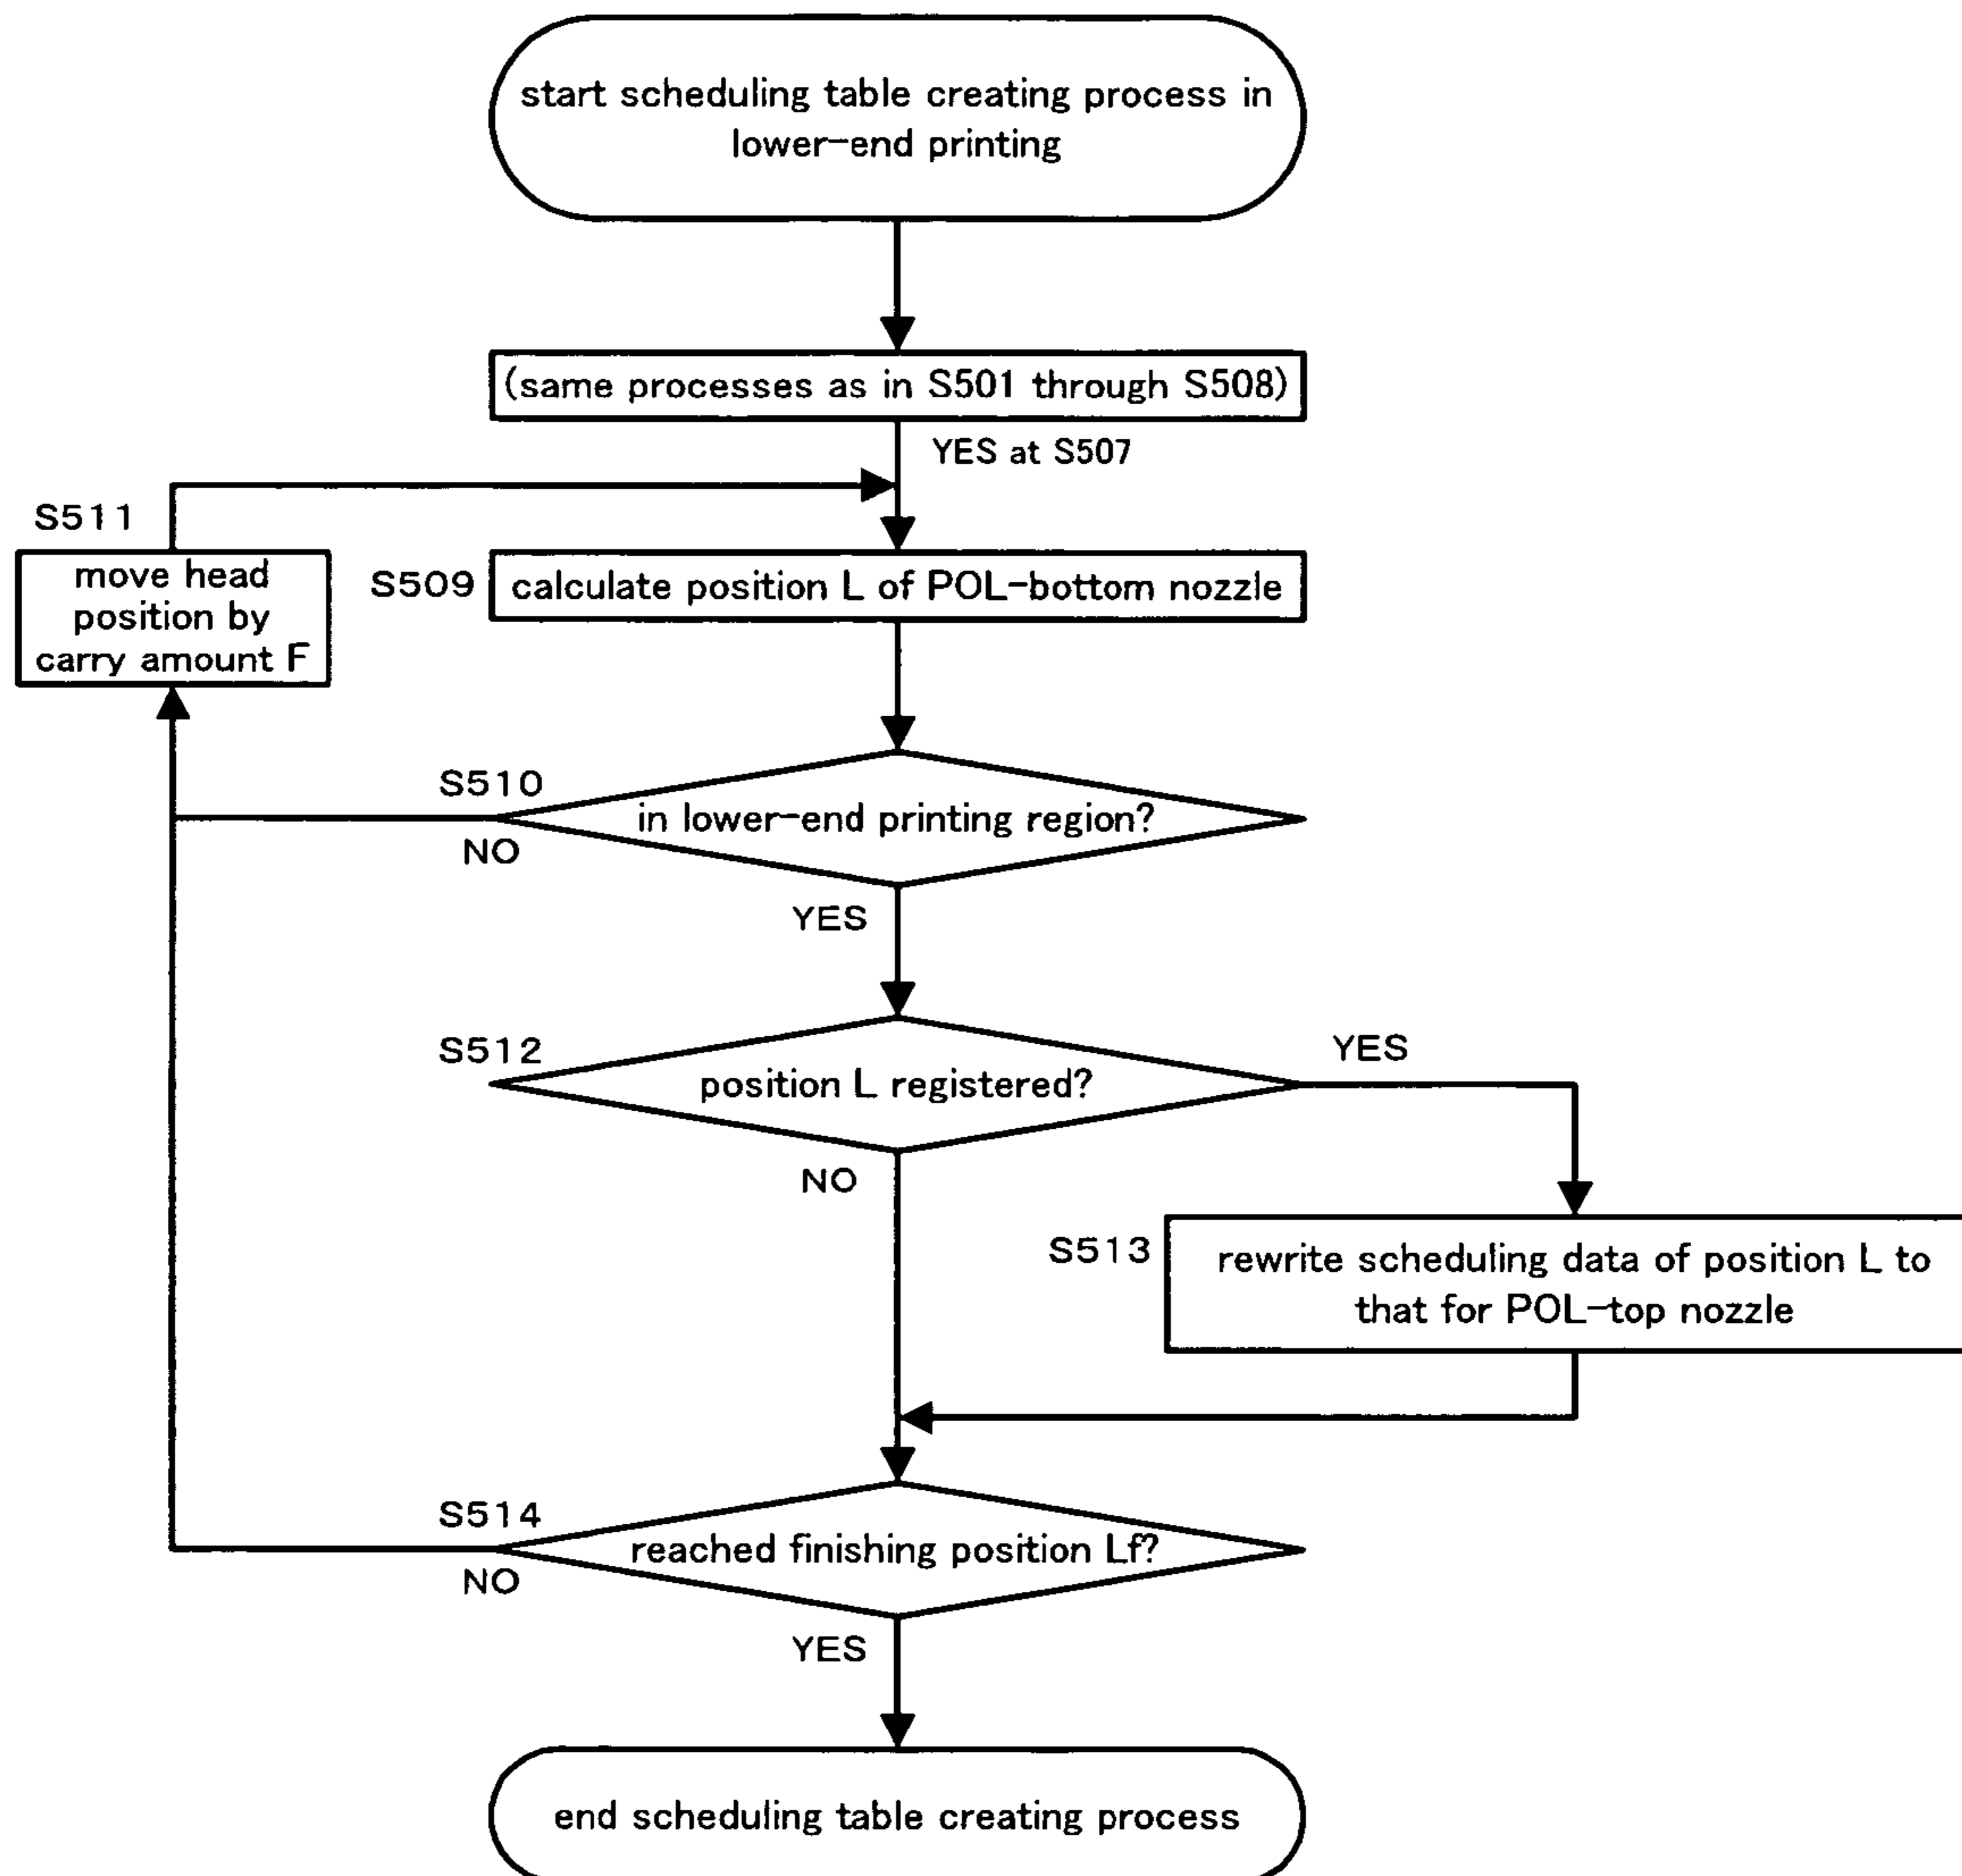 start scheduling table creating process in
lower-end printing
(same processes as in S501 through S508)
YES at S507
S511
move head
position by
carry amount F
S509
calculate position L of POL-bottom nozzle
S510
in lower-end printing region?
NO
YES
S512
position L registered?
YES
NO
S513
rewrite scheduling data of position L to
that for POL-top nozzle
S514
reached finishing position Lf?
NO
YES
end scheduling table creating process